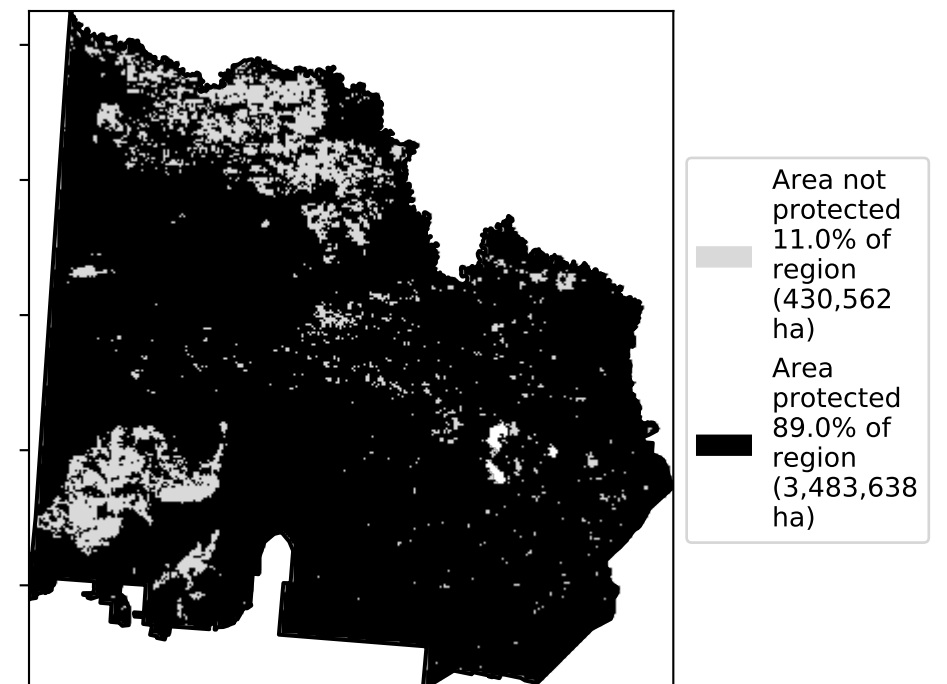 Area not
protected
11.0% of
region
(430,562
ha)
Area
protected
89.0% of
region
(3,483,638
ha)